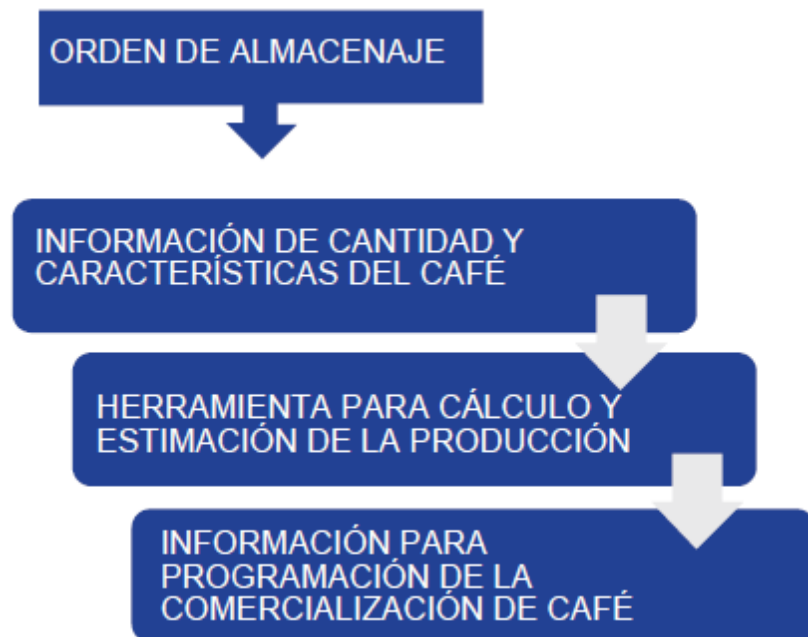 ORDEN DE ALMACENAJE
INFORMACIÓN DE CANTIDAD Y
CARACTERÍSTICAS DEL CAFÉ
HERRAMIENTA PARA CÁLCULO Y
ESTIMACIÓN DE LA PRODUCCIÓN
INFORMACIÓN PARA
PROGRAMACIÓN DE LA
COMERCIALIZACIÓN DE CAFÉ